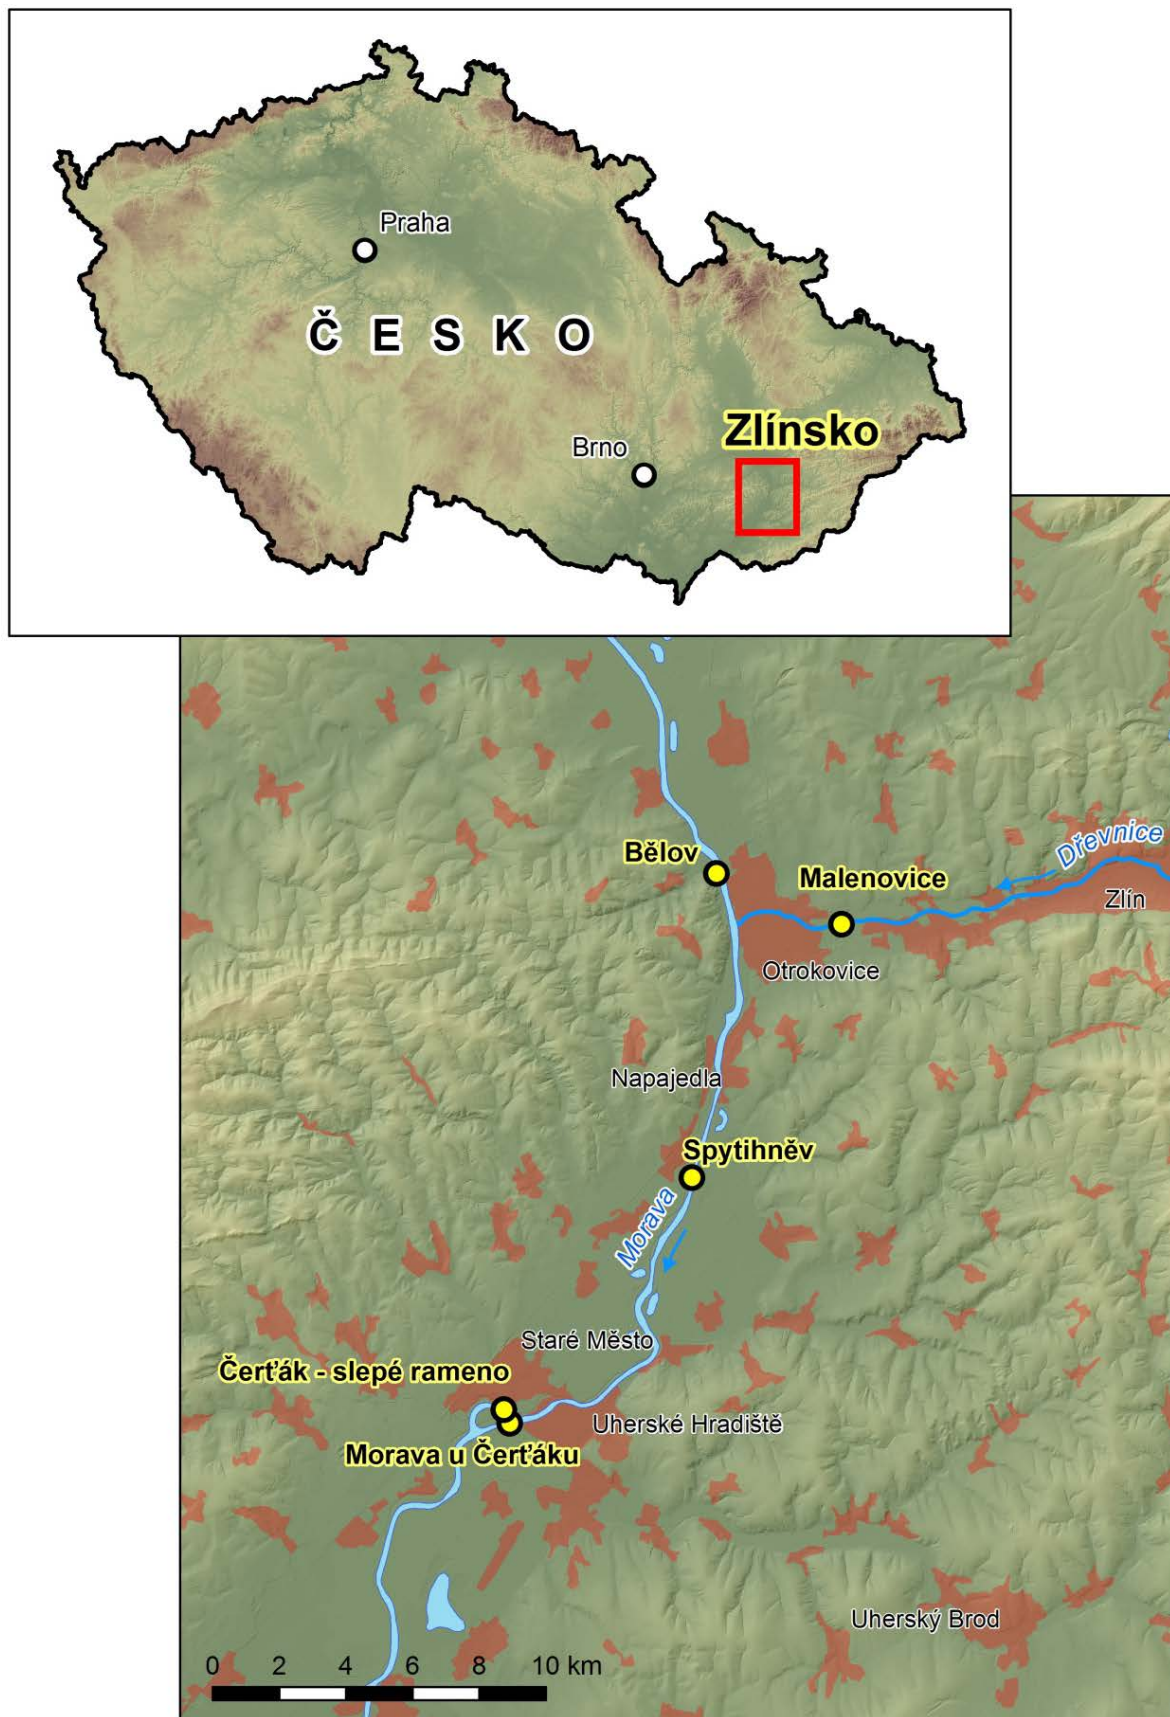 Praha
ČESKO
Zlínsko
Brno
Dřevnice
Bělov
Malenovice
Zlín
Otrokovice
Napajedla
Spytihněv
Morava
Staré Město
Čerťák - slepé rameno
Uherské Hradiště
Morava u Čerťáku
Uherský Brod
0 2 4 6 8 10 km